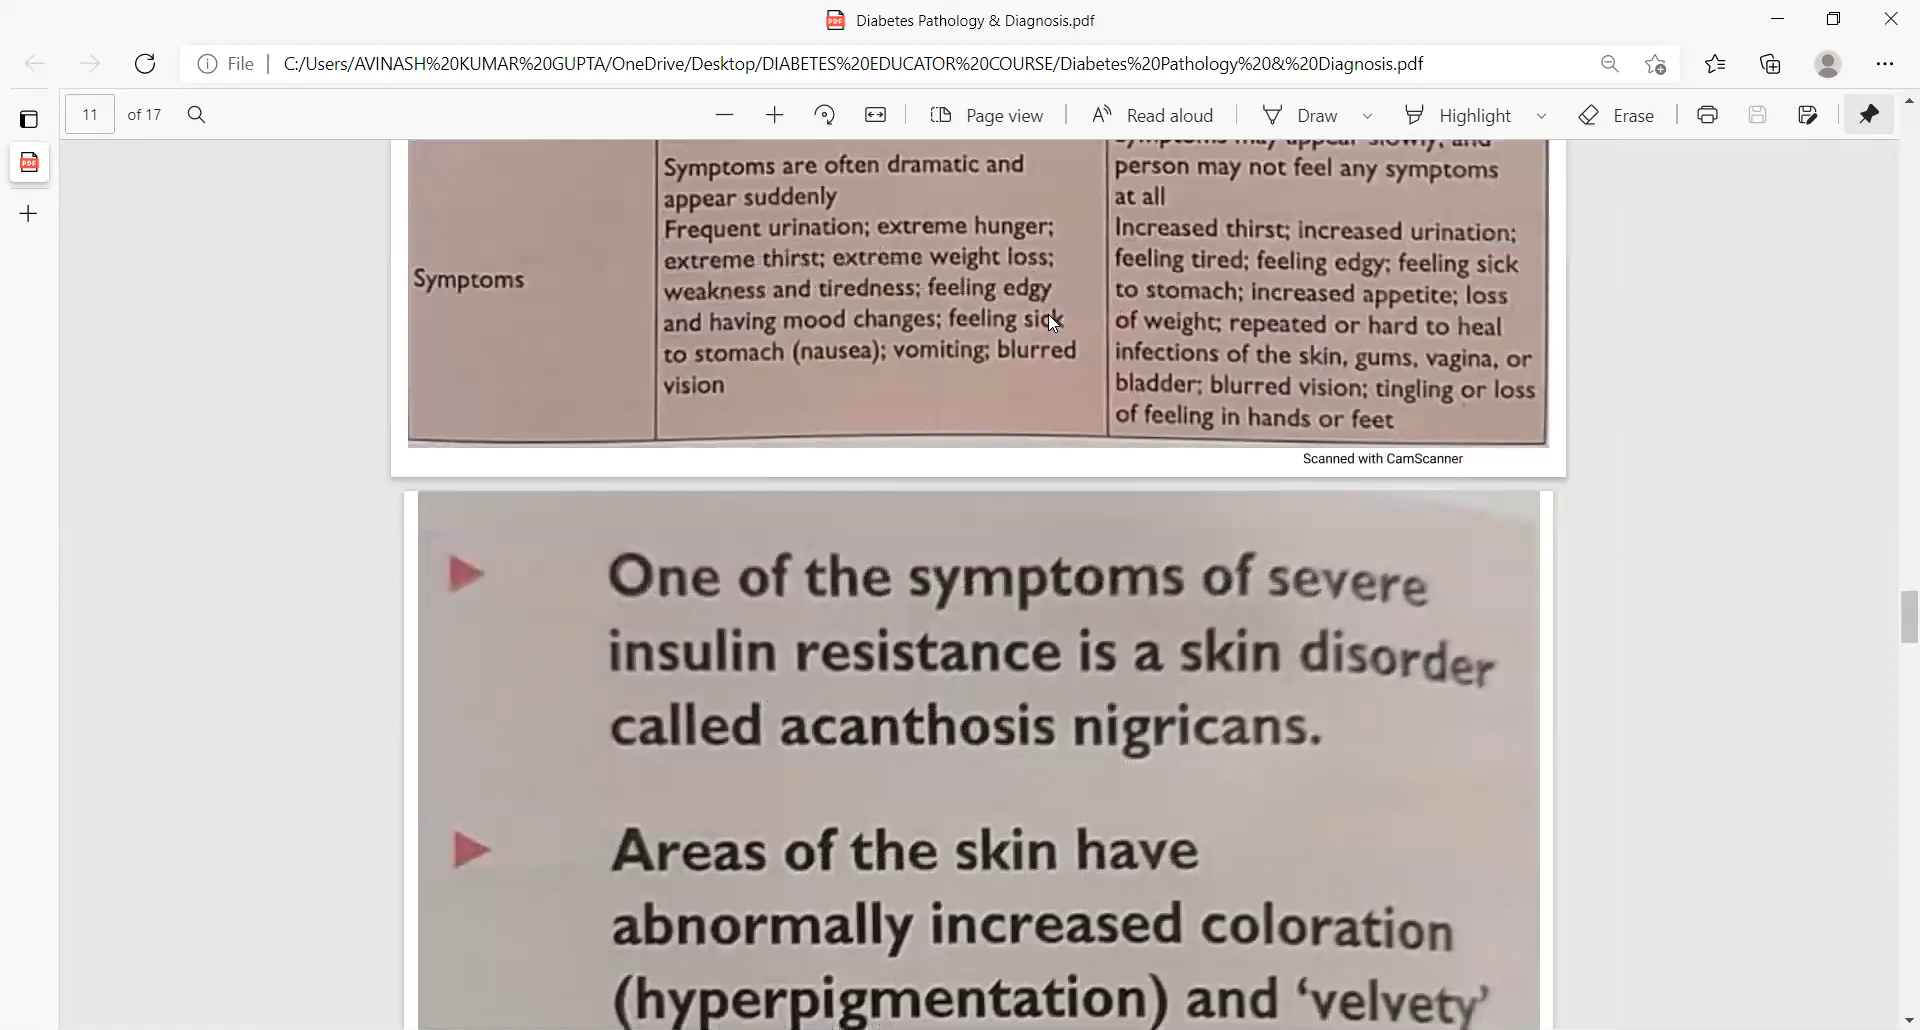 Diabetes Pathology & Diagnosis.pdf
File | C:/Users/AVINASH%20KUMAR%20GUPTA/OneDrive/Desktop/DIABETES%20EDUCATOR%20COURSE/Diabetes%20Pathology%20&%20Diagnosis.pdf
11 of 17 Page view Read aloud Draw Highlight Erase
Symptoms
Symptoms are often dramatic and
appear suddenly
Frequent urination; extreme hunger;
extreme thirst; extreme weight loss;
weakness and tiredness; feeling edgy
and having mood changes; feeling sick
to stomach (nausea); vomiting; blurred
vision
Symptoms may appear slowly, and
person may not feel any symptoms
at all
Increased thirst; increased urination;
feeling tired; feeling edgy; feeling sick
to stomach; increased appetite; loss
of weight; repeated or hard to heal
infections of the skin, gums, vagina, or
bladder; blurred vision; tingling or loss
of feeling in hands or feet
Scanned with CamScanner
One of the symptoms of severe
insulin resistance is a skin disorder
called acanthosis nigricans.
Areas of the skin have
abnormally increased coloration
(hyperpigmentation) and ‘velvety’